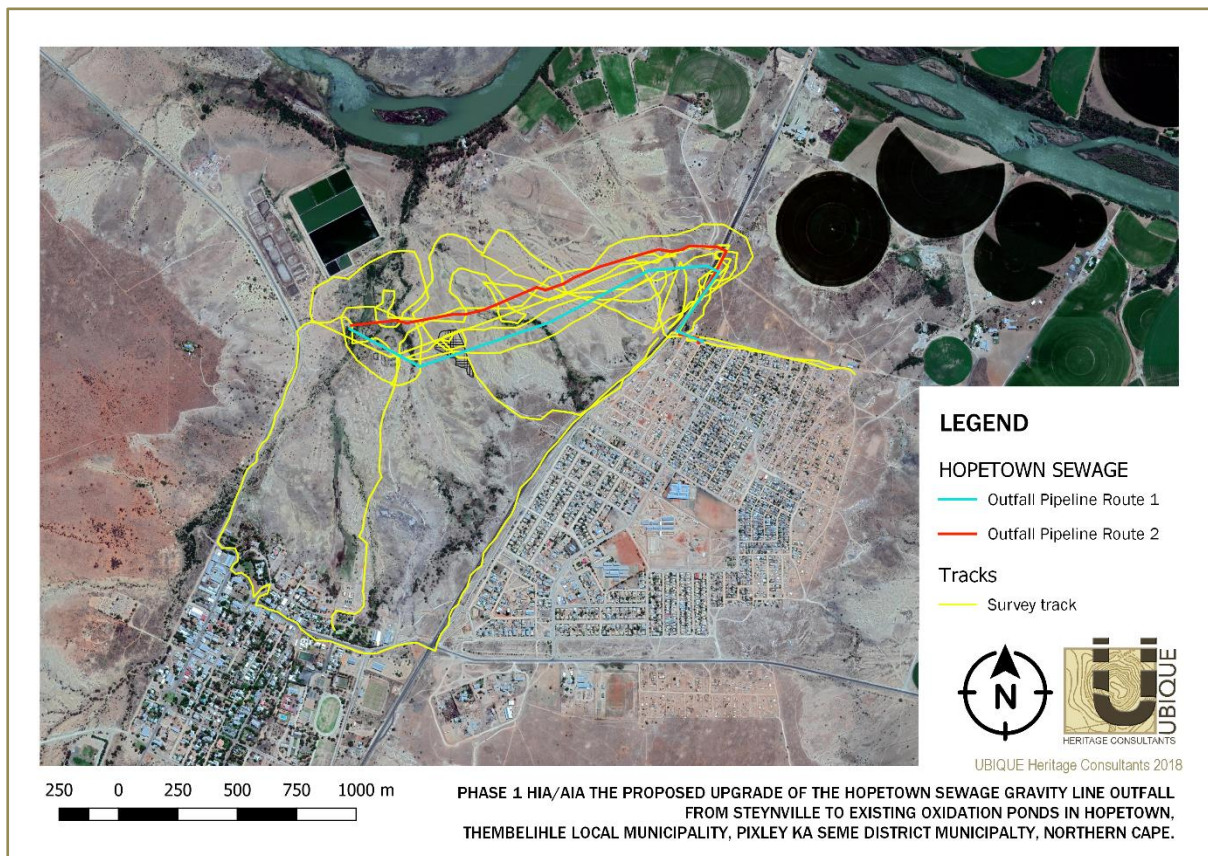 LEGEND
HOPETOWN SEWAGE
Outfall Pipeline Route 1
Outfall Pipeline Route 2
Tracks
Survey track
N
U
UBIQUE
HERITAGE CONSULTANTS
UBIQUE Heritage Consultants 2018
250 0 250 500 750 1000 m
PHASE 1 HIA/AIA THE PROPOSED UPGRADE OF THE HOPETOWN SEWAGE GRAVITY LINE OUTFALL
FROM STEYNVILLE TO EXISTING OXIDATION PONDS IN HOPETOWN,
THEMBELIHLE LOCAL MUNICIPALITY, PIXLEY KA SEME DISTRICT MUNICIPALTY, NORTHERN CAPE.